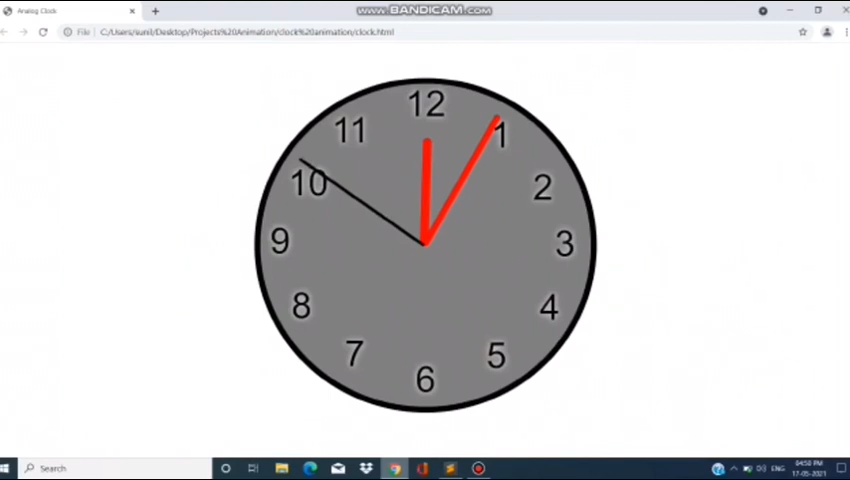 Analog Clock
www.BANDICAM.com
File
C:/Users/sunil/Desktop/Projects%20Animation/clock%20animation/clock.html
12
11
1
10
2
9
3
8
4
7
5
6
Search
ENG
04:50 PM
17-05-2021